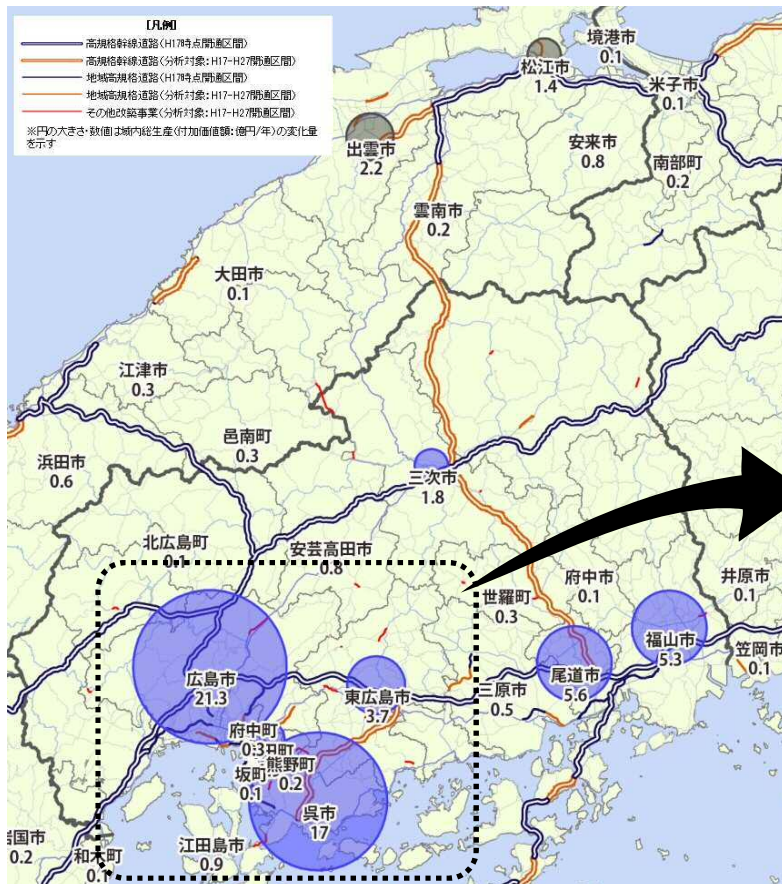 [凡例]
高規格幹線道路(H17時点開通区間)
高規格幹線道路(分析対象:H17-H27開通区間)
地域高規格道路(H17時点開通区間)
地域高規格道路(分析対象:H17-H27開通区間)
その他改築事業(分析対象:H17-H27開通区間)
※円の大きさ・数値は域内総生産(付加価値額:億円/年)の変化量
を示す
境港市
0.1
松江市
1.4
米子市
0.1
出雲市
2.2
安来市
0.8
南部町
0.2
雲南市
0.2
大田市
0.1
江津市
0.3
邑南町
0.3
浜田市
0.6
三次市
1.8
北広島町
0.1
安芸高田市
0.8
府中市
0.1
世羅町
0.3
井原市
0.1
福山市
5.3
笠岡市
0.1
広島市
21.3
東広島市
3.7
尾道市
5.6
三原市
0.5
府中町
0.3
田町
熊野町
0.2
坂町
0.1
呉市
17
江田島市
0.9
国市
0.2
和木町
0.1